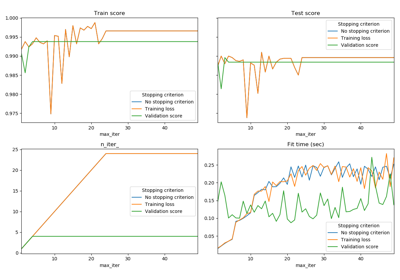 Train score
1.000
0.995
0.990
0.985
0.980
0.975
Stopping criterion
No stopping criterion
Training loss
Validation score
10
20
30
40
max_iter
Test score
Stopping criterion
No stopping criterion
Training loss
Validation score
10
20
30
40
max_iter
n_iter_
25
20
15
10
5
0
Stopping criterion
No stopping criterion
Training loss
Validation score
10
20
30
40
max_iter
Fit time (sec)
0.25
0.20
0.15
0.10
0.05
Stopping criterion
No stopping criterion
Training loss
Validation score
10
20
30
40
max_iter